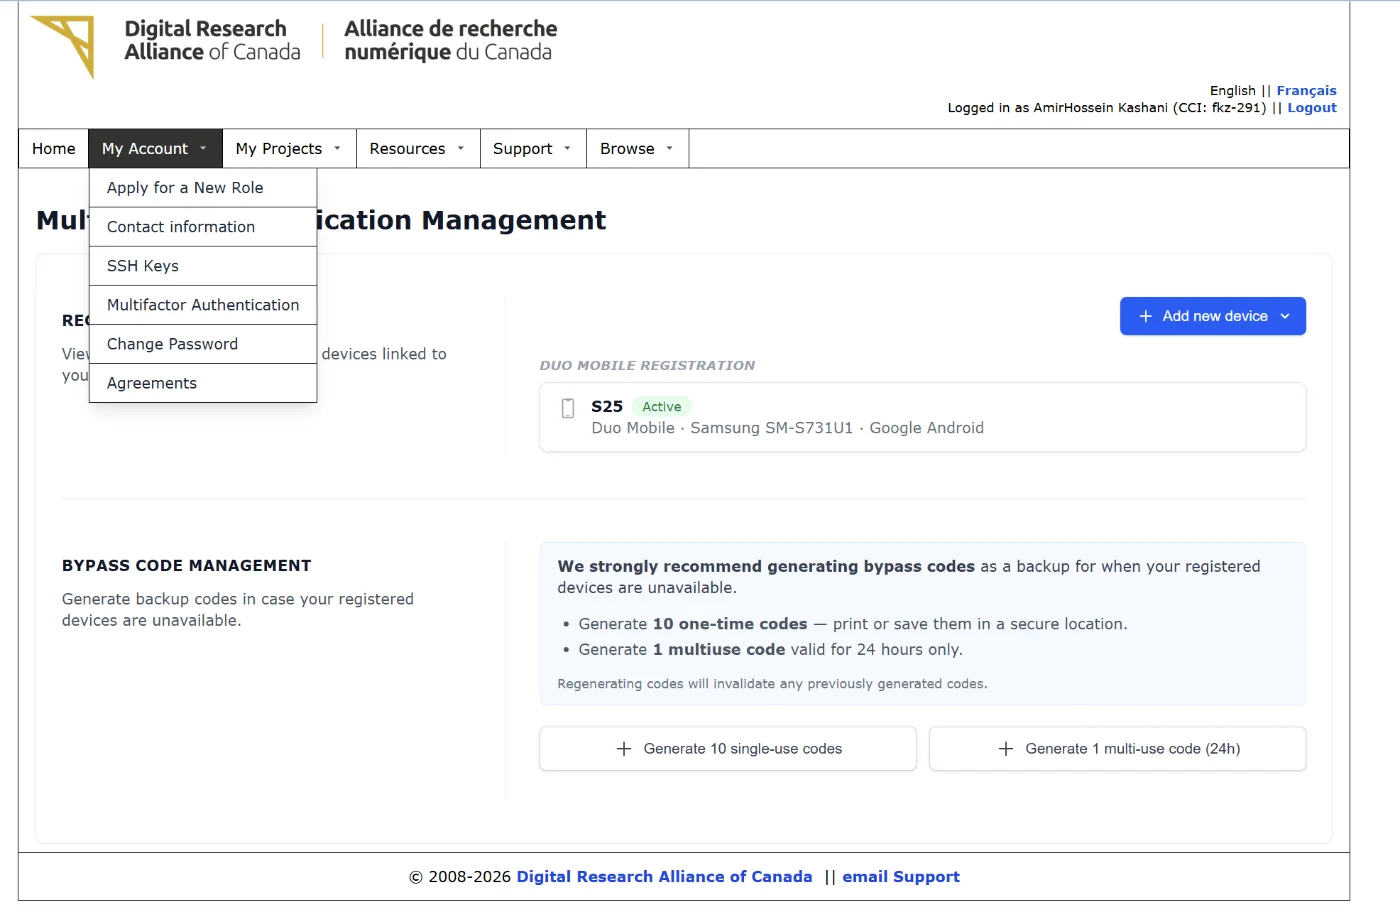 Digital Research
Alliance of Canada
Alliance de recherche
numérique du Canada
English || Français
Logged in as AmirHossein Kashani (CCI: fkz-291) || Logout
Home
My Account
My Projects
Resources
Support
Browse
Apply for a New Role
Contact information
SSH Keys
Multifactor Authentication
Change Password
Agreements
Mul ication Management
REC
View devices linked to
you
Add new device
DUO MOBILE REGISTRATION
S25 Active
Duo Mobile · Samsung SM-S731U1 · Google Android
BYPASS CODE MANAGEMENT
Generate backup codes in case your registered
devices are unavailable.
We strongly recommend generating bypass codes as a backup for when your registered
devices are unavailable.
• Generate 10 one-time codes — print or save them in a secure location.
• Generate 1 multiuse code valid for 24 hours only.
Regenerating codes will invalidate any previously generated codes.
Generate 10 single-use codes
Generate 1 multi-use code (24h)
© 2008-2026 Digital Research Alliance of Canada || email Support